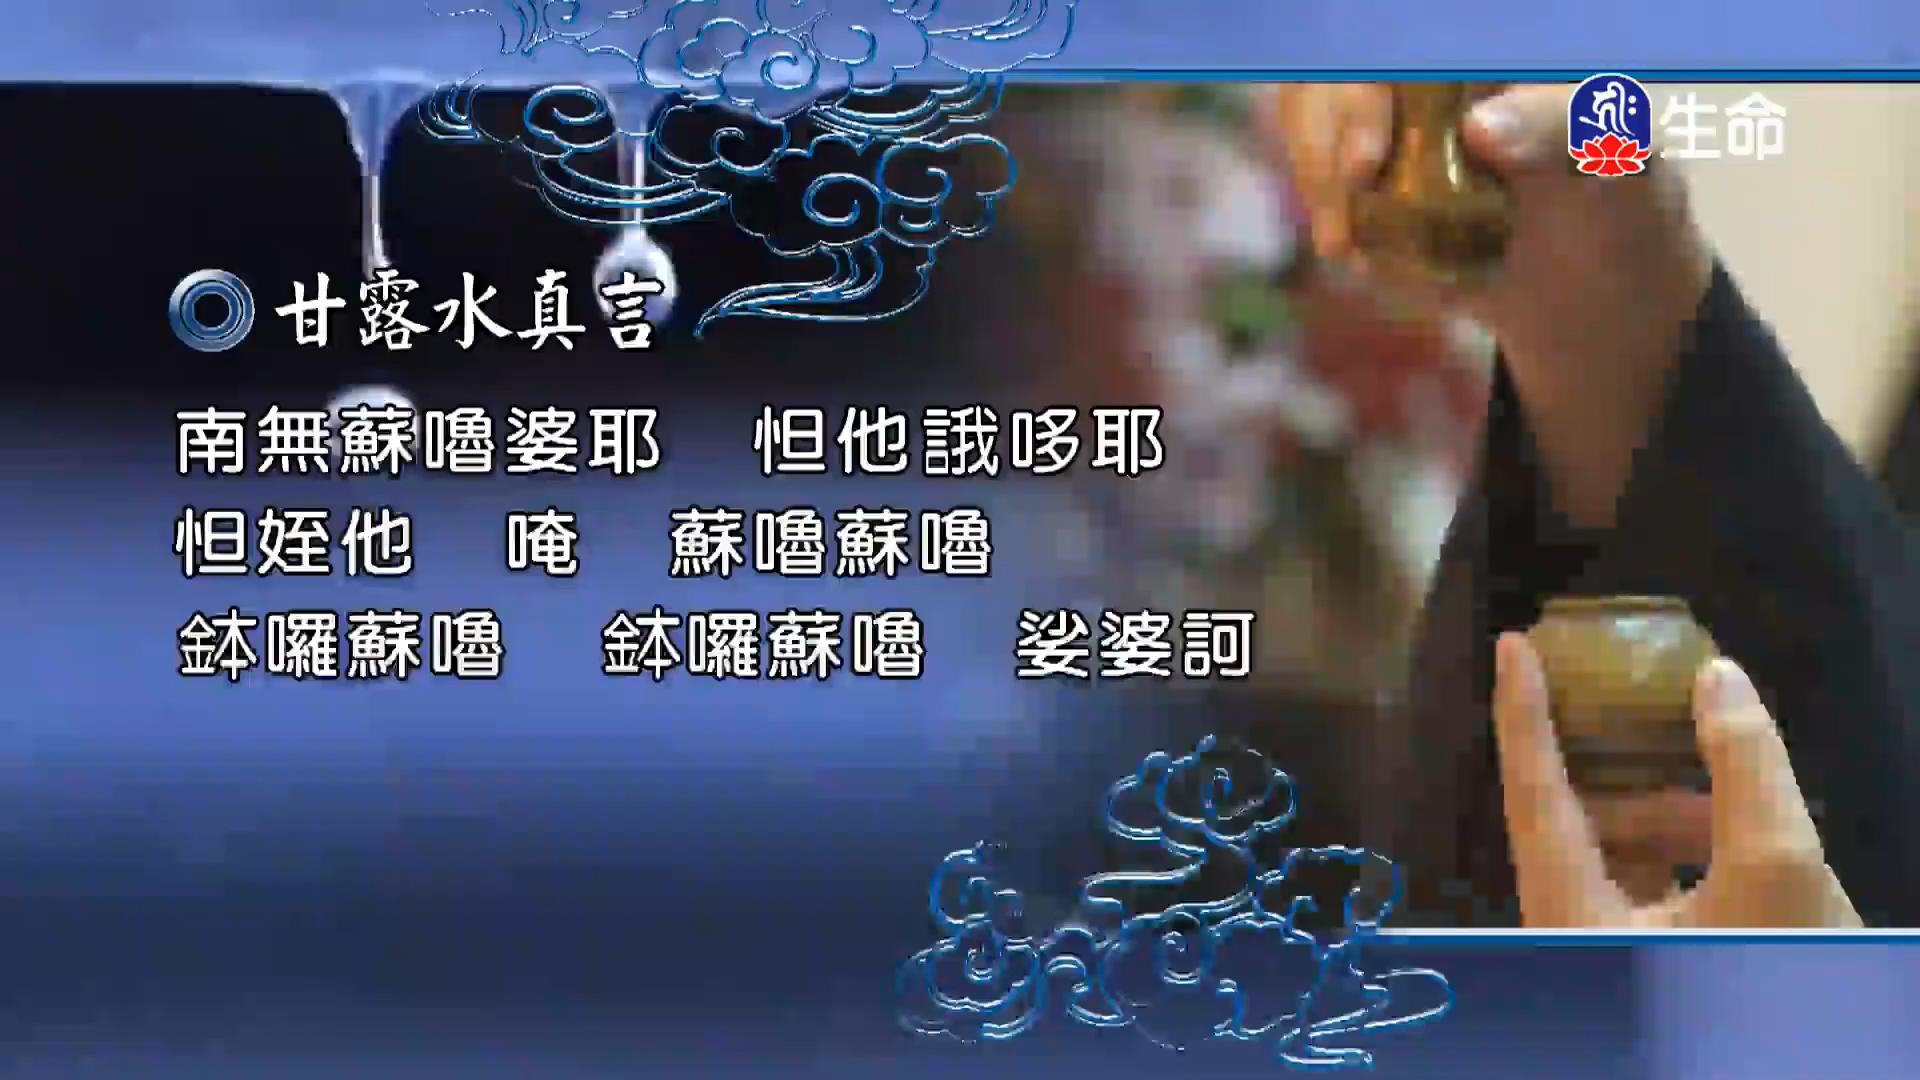 生命
甘露水真言
南無蘇嚕婆耶　怛他誐哆耶
怛姪他　唵　蘇嚕蘇嚕
鉢囉蘇嚕　鉢囉蘇嚕　娑婆訶